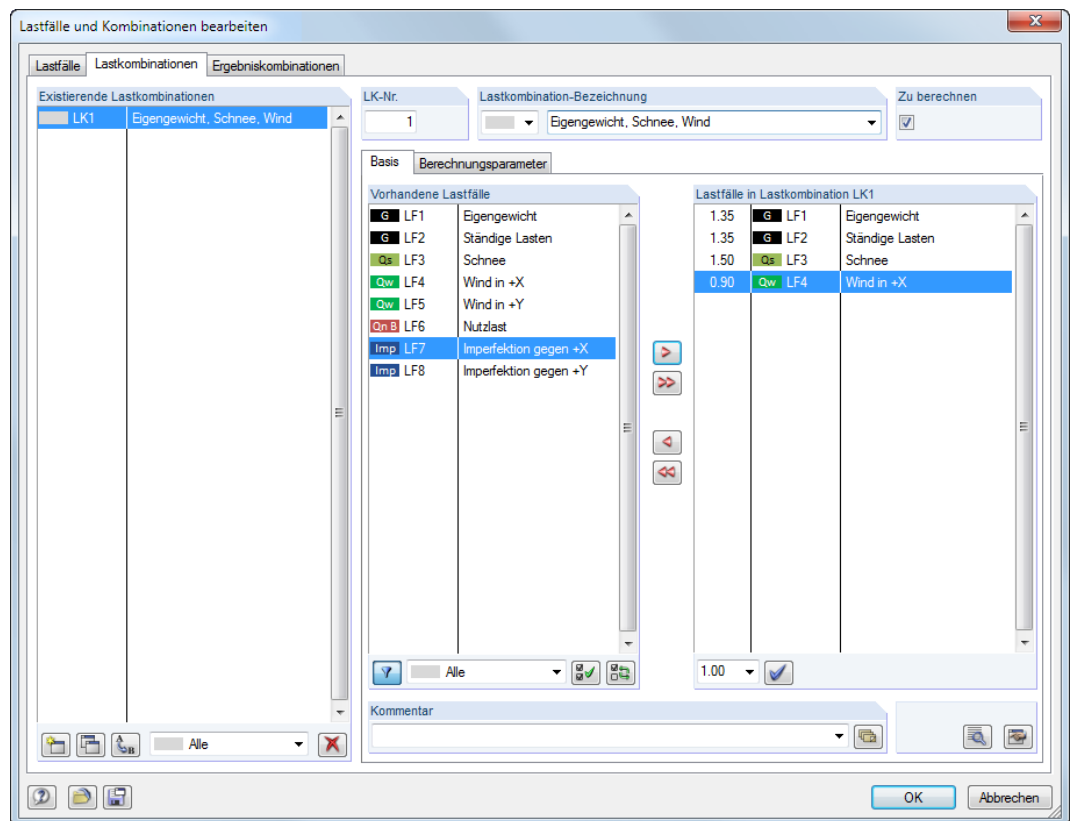 Lastfälle und Kombinationen bearbeiten
Lastfälle Lastkombinationen Ergebniskombinationen
Existierende Lastkombinationen
LK1 Eigengewicht, Schnee, Wind
LK-Nr.
1
Lastkombination-Bezeichnung
Eigengewicht, Schnee, Wind
Zu berechnen
Basis Berechnungsparameter
Vorhandene Lastfälle
G LF1 Eigengewicht
G LF2 Ständige Lasten
Qs LF3 Schnee
Qw LF4 Wind in +X
Qw LF5 Wind in +Y
Qn B LF6 Nutzlast
Imp LF7 Imperfektion gegen +X
Imp LF8 Imperfektion gegen +Y
Alle
Lastfälle in Lastkombination LK1
1.35 G LF1 Eigengewicht
1.35 G LF2 Ständige Lasten
1.50 Qs LF3 Schnee
0.90 Qw LF4 Wind in +X
1.00
Kommentar
Alle
OK Abbrechen